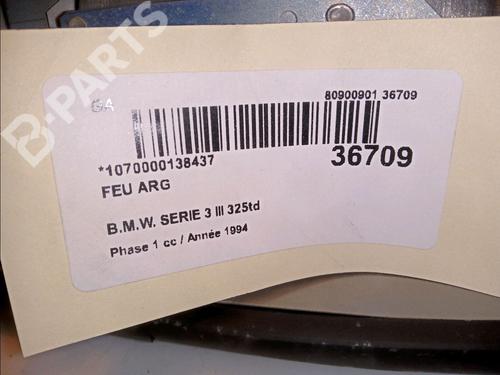 B-PARTS
GA
80900901 36709
*1070000138437
36709
FEU ARG
B.M.W. SERIE 3 III 325td
Phase 1 cc / Année 1994